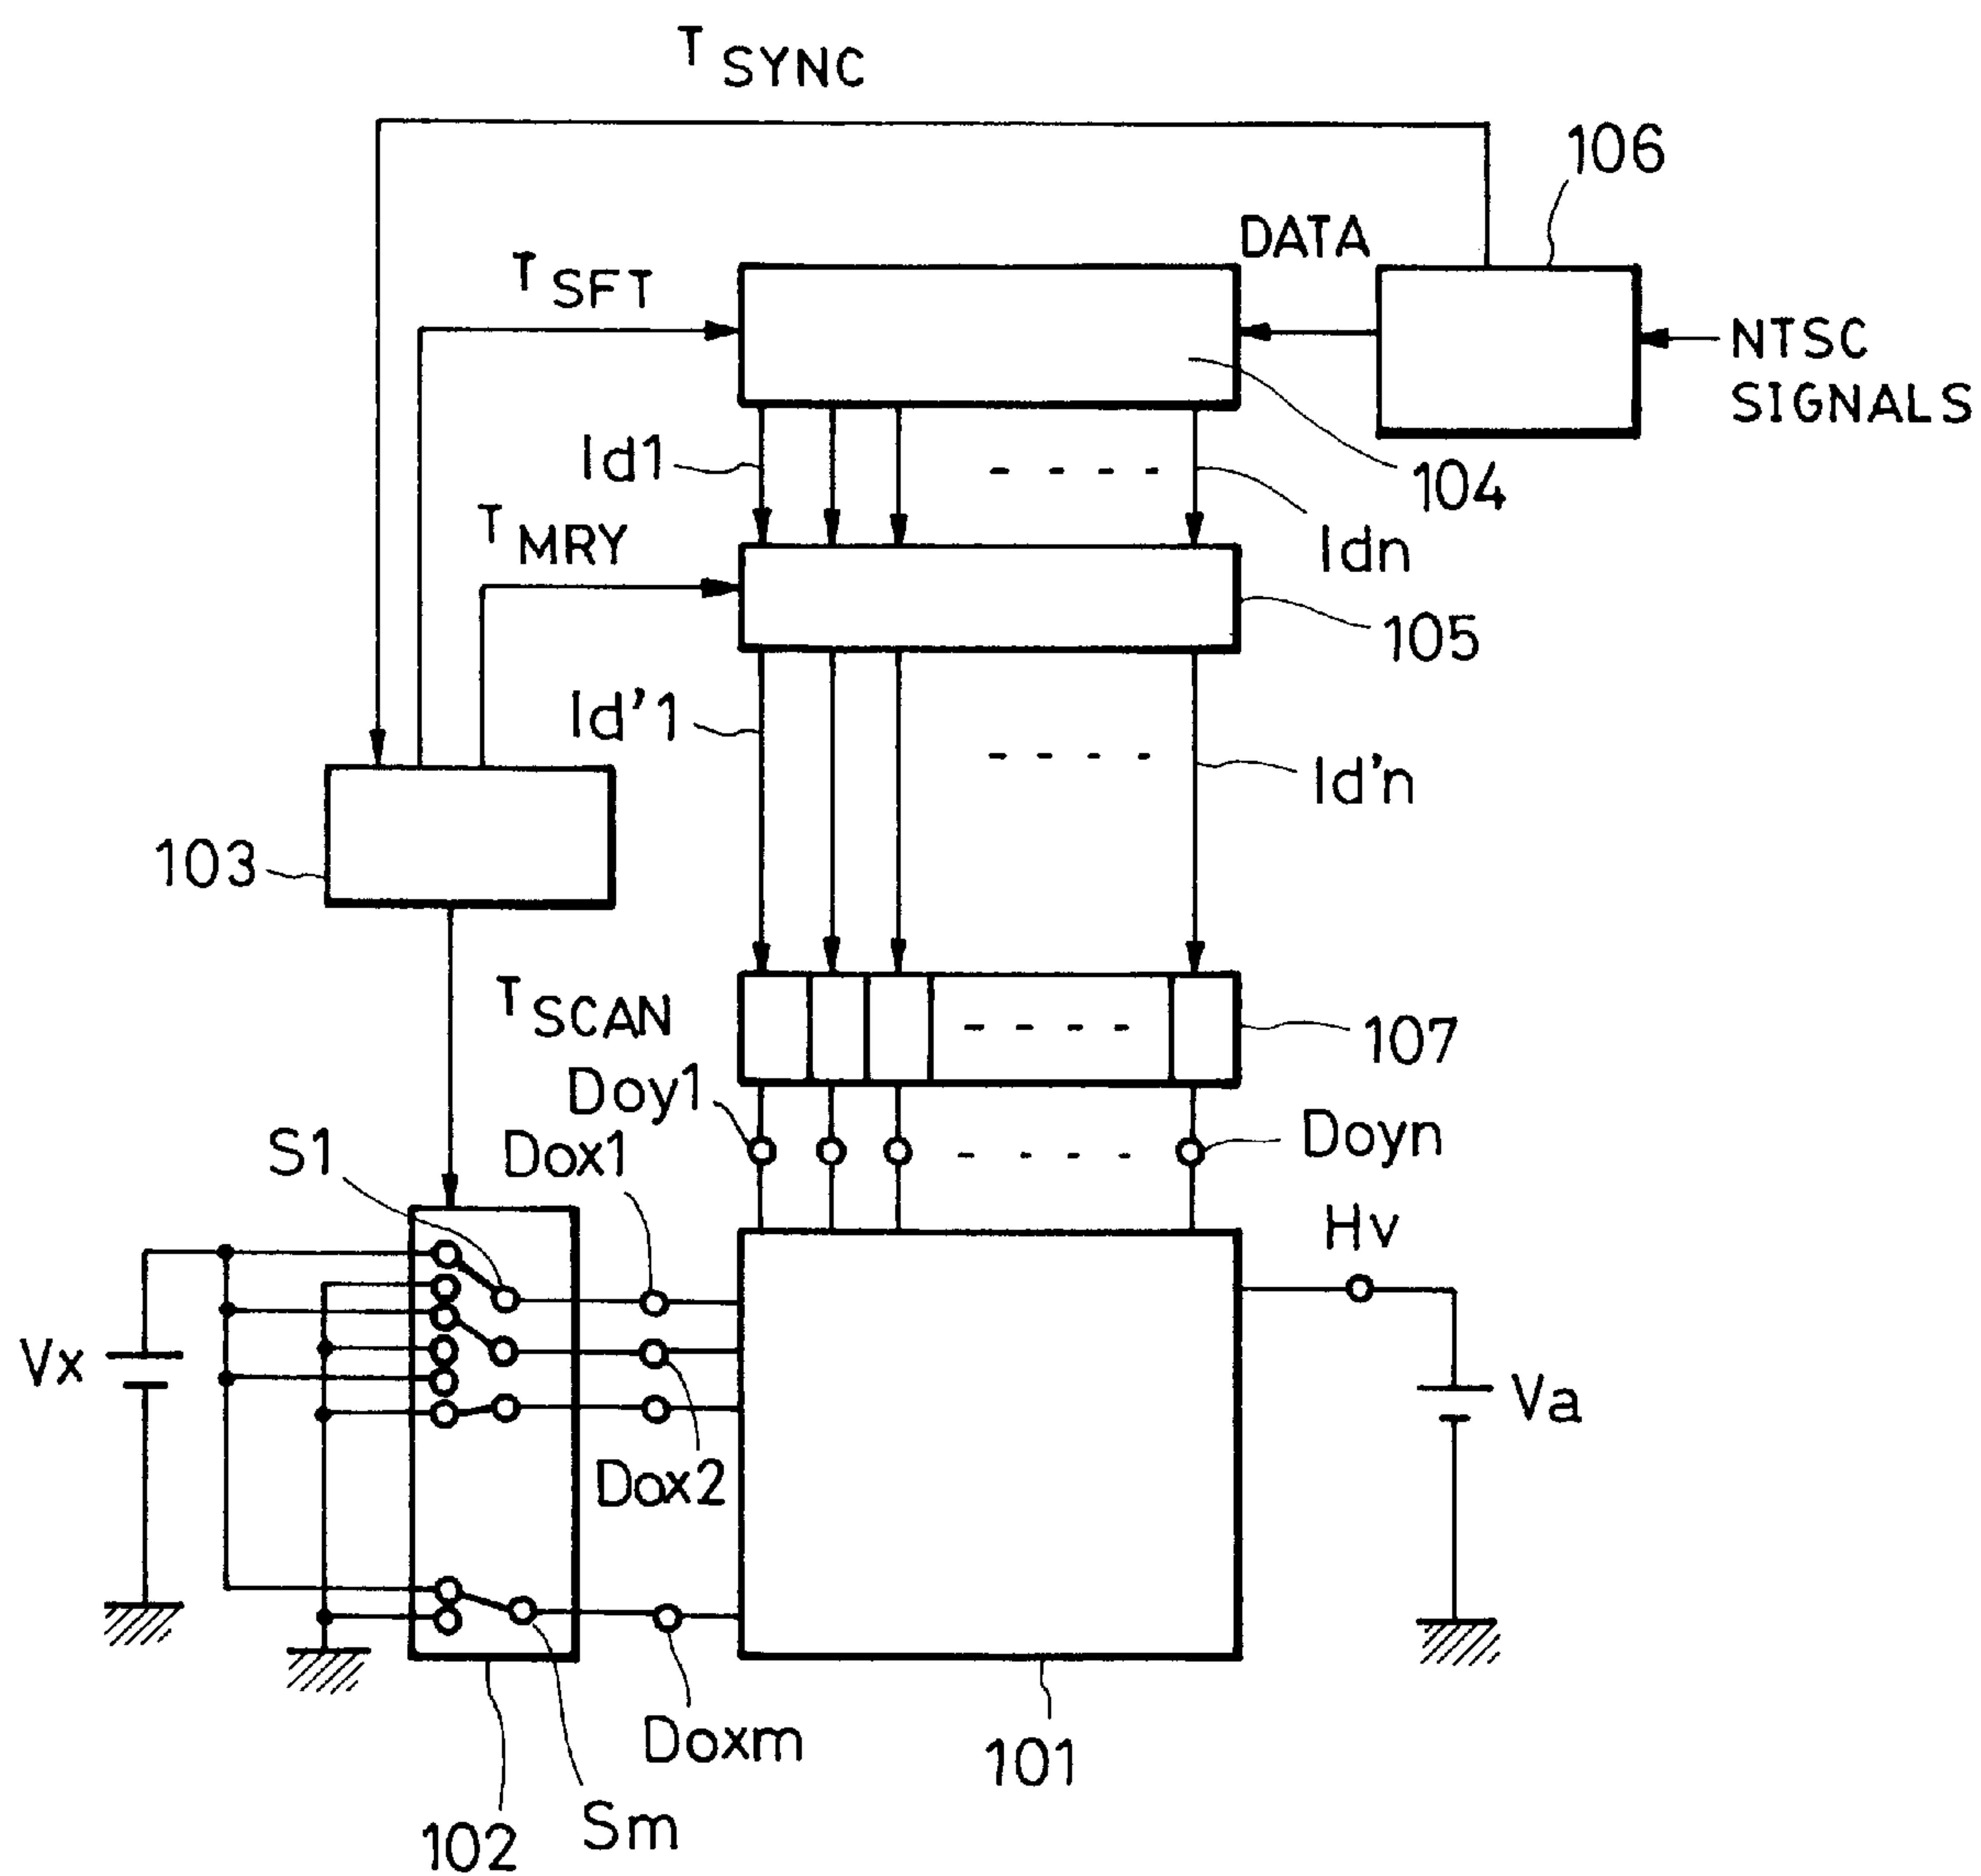 T SYNC
106
DATA
T SFT
NTSC
SIGNALS
Id1
104
T MRY
Idn
105
Id'1
Id'n
103
T SCAN
107
Doy1
Doyn
S1
Dox1
Hv
Vx
Va
Dox2
Doxm
101
Sm
102